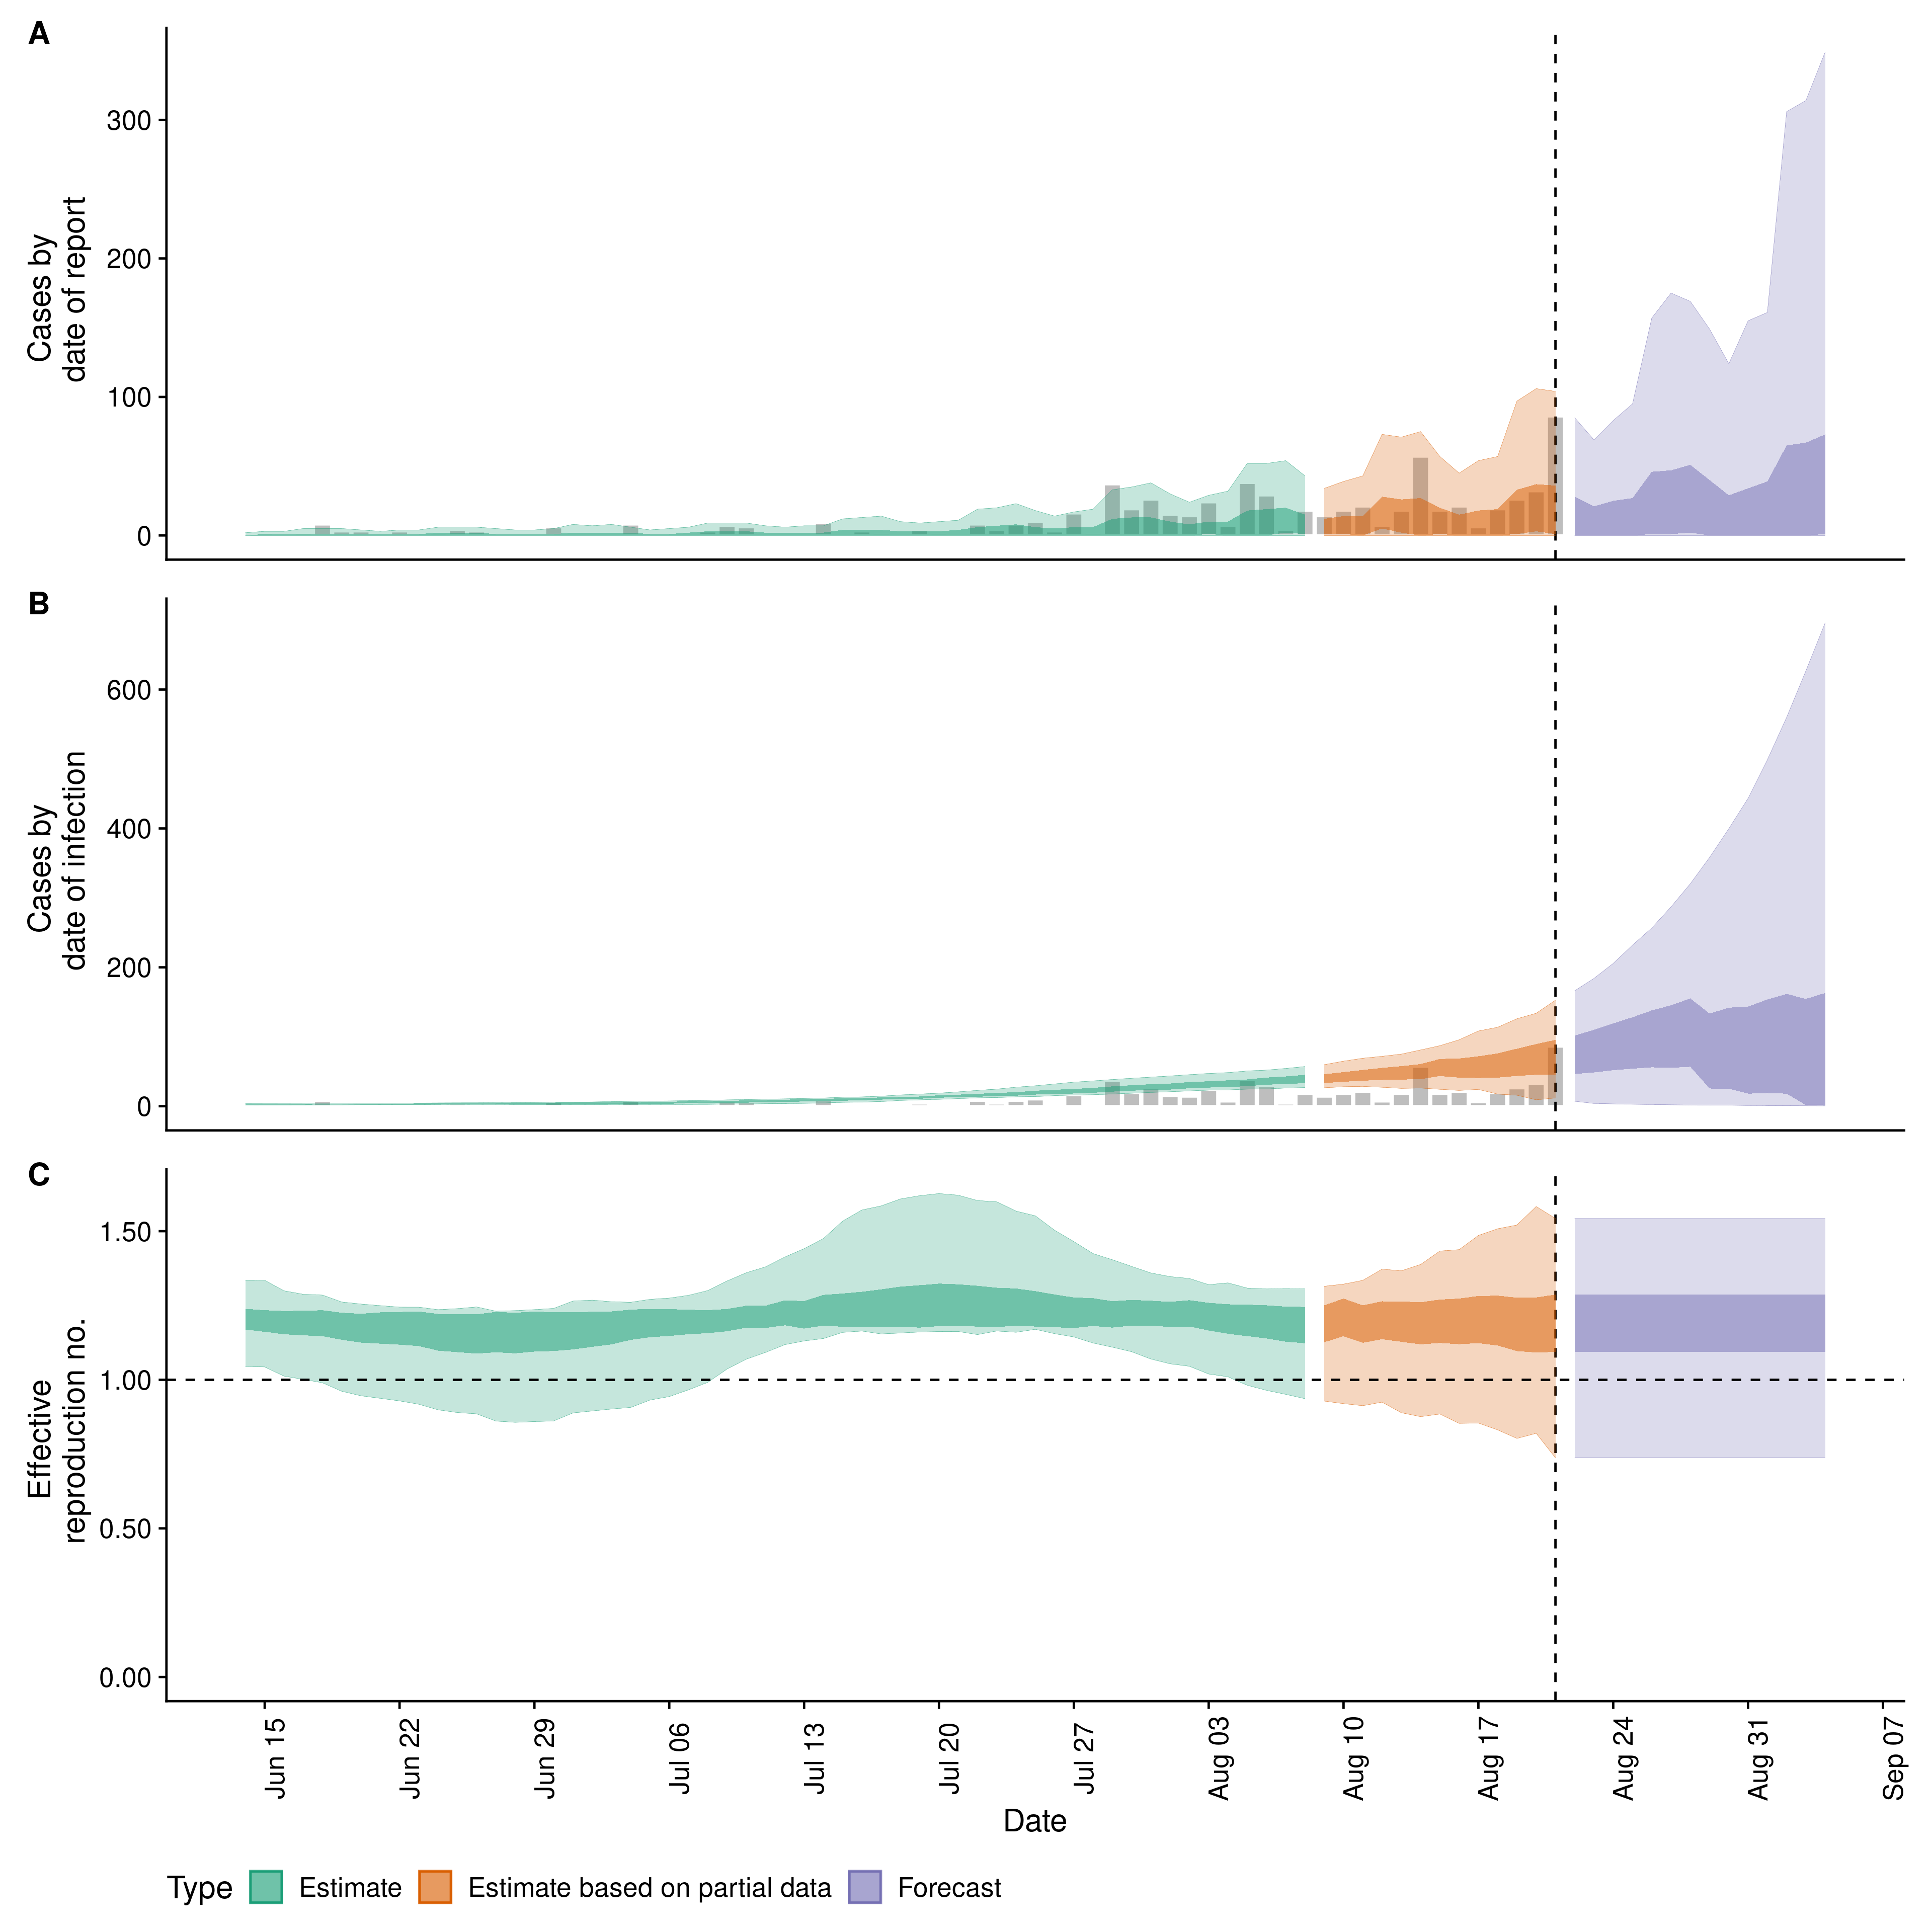 A
Cases by
date of report
300
200
100
0
B
Cases by
date of infection
600
400
200
0
C
Effective
reproduction no.
1.50
1.00
0.50
0.00
Jun 15
Jun 22
Jun 29
Jul 06
Jul 13
Jul 20
Jul 27
Aug 03
Aug 10
Aug 17
Aug 24
Aug 31
Sep 07
Date
Type Estimate Estimate based on partial data Forecast